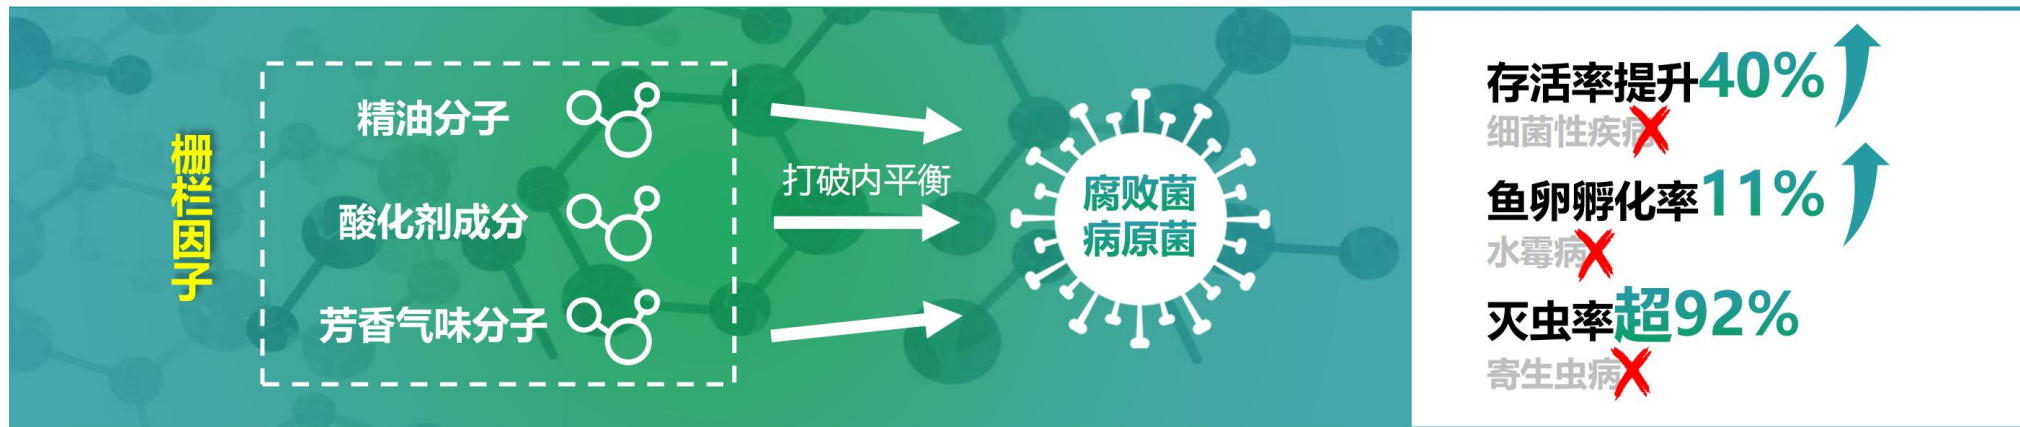 栅栏因子
精油分子
酸化剂成分
芳香气味分子
打破内平衡
腐败菌
病原菌
存活率提升40%
细菌性疾病
鱼卵孵化率11%
水霉病
灭虫率超92%
寄生虫病